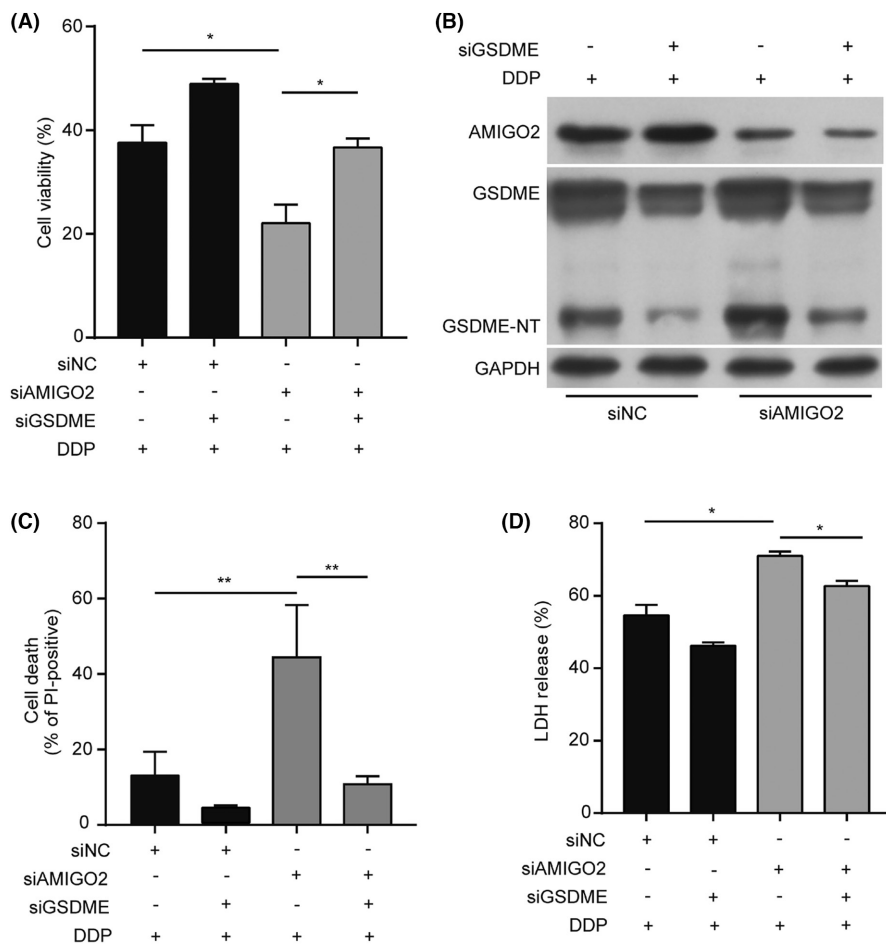 (A)
Cell viability (%)
60
40
20
0
*
*
siNC + + - -
siAMIGO2 - - + +
siGSDME - + - +
DDP + + + +
(B)
siGSDME - + - +
DDP + + + +
AMIGO2
GSDME
GSDME-NT
GAPDH
siNC siAMIGO2
(C)
Cell death
(% of PI-positive)
80
60
40
20
0
**
**
siNC + + - -
siAMIGO2 - - + +
siGSDME - + - +
DDP + + + +
(D)
LDH release (%)
80
60
40
20
0
*
*
siNC + + - -
siAMIGO2 - - + +
siGSDME - + - +
DDP + + + +